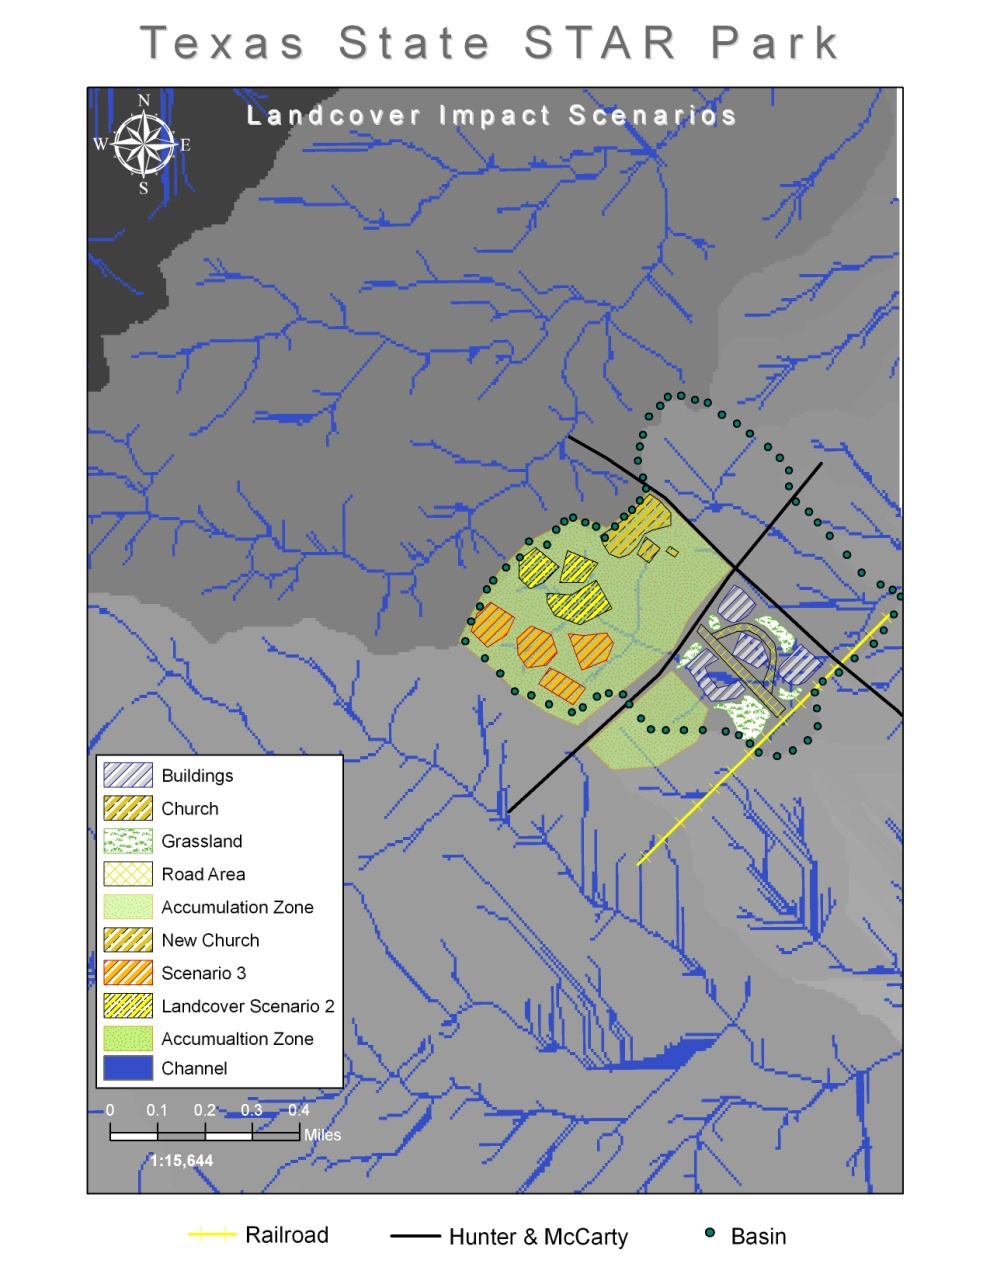 Texas State STAR Park
Landcover Impact Scenarios
N
W
E
S
Buildings
Church
Grassland
Road Area
Accumulation Zone
New Church
Scenario 3
Landcover Scenario 2
Accumualtion Zone
Channel
0 0.1 0.2 0.3 0.4
Miles
1:15,644
Railroad
Hunter & McCarty
Basin